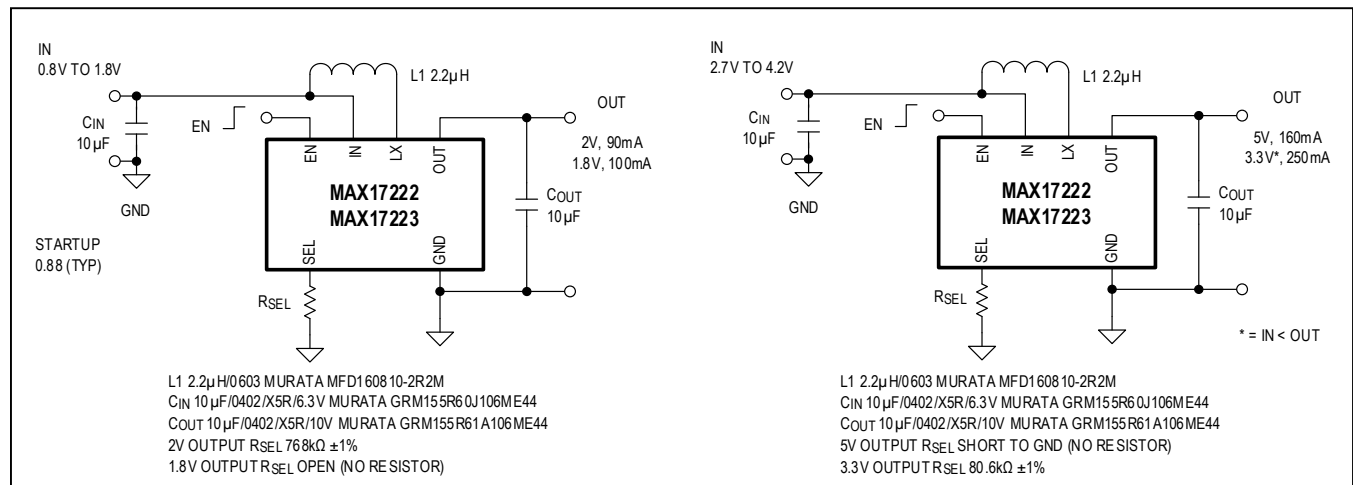 IN
0.8V TO 1.8V
L1 2.2µH
CIN
10µF
EN
EN
IN
LX
OUT
OUT
2V, 90mA
1.8V, 100mA
MAX17222
MAX17223
COUT
10µF
GND
STARTUP
0.88 (TYP)
SEL
GND
RSEL
L1 2.2µH/0603 MURATA MFD160810-2R2M
CIN 10µF/0402/X5R/6.3V MURATA GRM155R60J106ME44
COUT 10µF/0402/X5R/10V MURATA GRM155R61A106ME44
2V OUTPUT RSEL 768kΩ ±1%
1.8V OUTPUT RSEL OPEN (NO RESISTOR)
IN
2.7V TO 4.2V
L1 2.2µH
CIN
10µF
EN
EN
IN
LX
OUT
OUT
5V, 160mA
3.3V*, 250mA
MAX17222
MAX17223
COUT
10µF
GND
SEL
GND
RSEL
* = IN < OUT
L1 2.2µH/0603 MURATA MFD160810-2R2M
CIN 10µF/0402/X5R/6.3V MURATA GRM155R60J106ME44
COUT 10µF/0402/X5R/10V MURATA GRM155R61A106ME44
5V OUTPUT RSEL SHORT TO GND (NO RESISTOR)
3.3V OUTPUT RSEL 80.6kΩ ±1%